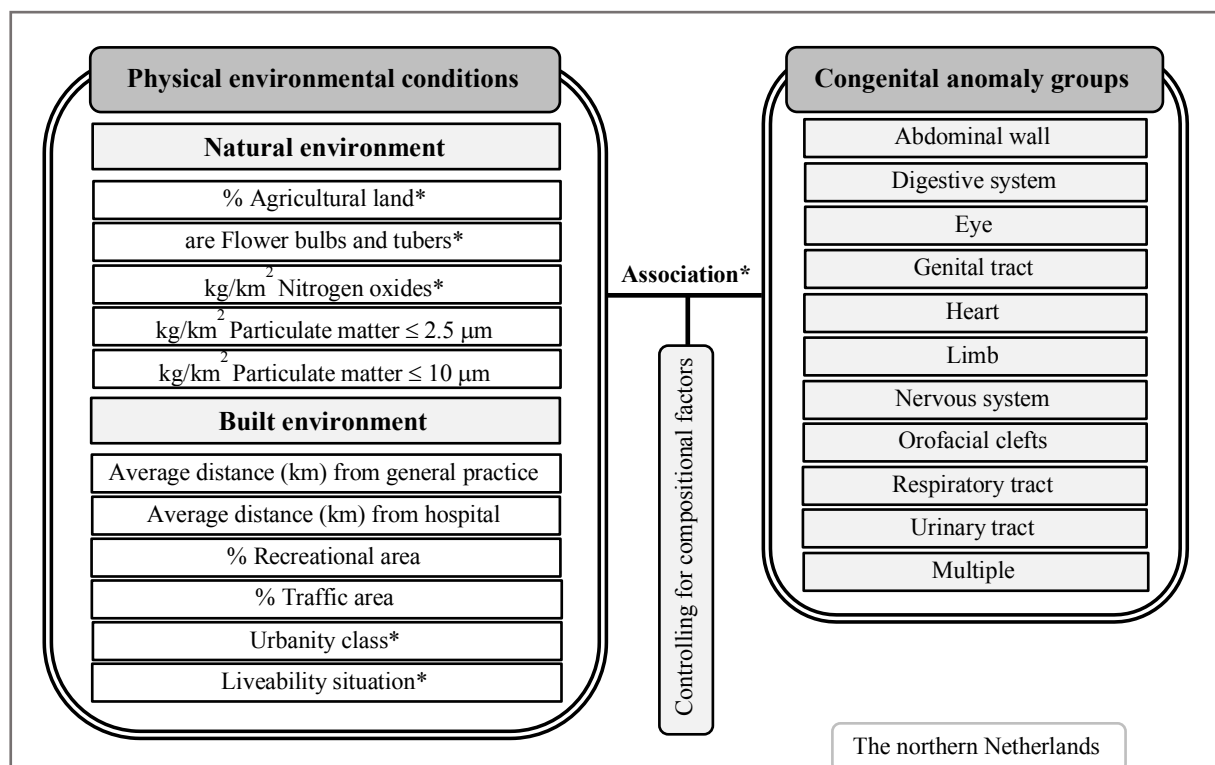 Physical environmental conditions
Natural environment
% Agricultural land*
are Flower bulbs and tubers*
kg/km² Nitrogen oxides*
kg/km² Particulate matter ≤ 2.5 μm
kg/km² Particulate matter ≤ 10 μm
Built environment
Average distance (km) from general practice
Average distance (km) from hospital
% Recreational area
% Traffic area
Urbanity class*
Liveability situation*
Association*
Controlling for compositional factors
Congenital anomaly groups
Abdominal wall
Digestive system
Eye
Genital tract
Heart
Limb
Nervous system
Orofacial clefts
Respiratory tract
Urinary tract
Multiple
The northern Netherlands